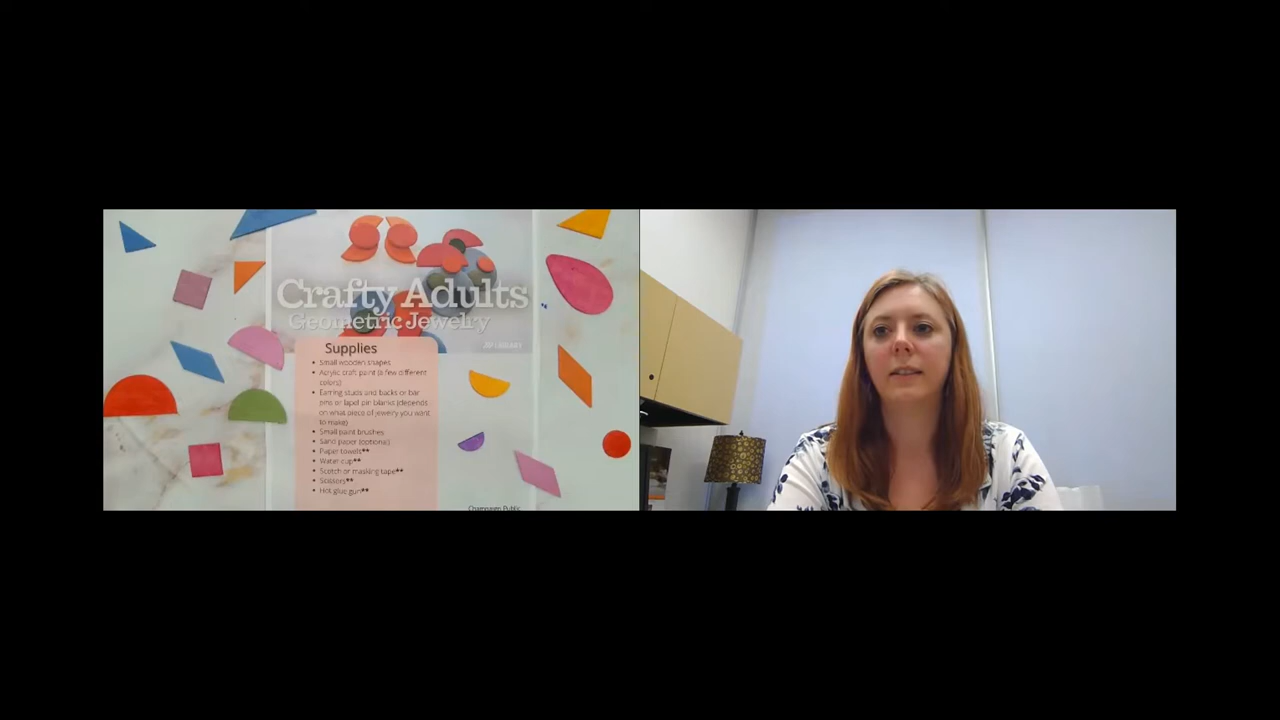 Crafty Adults
Geometric Jewelry
Supplies
• Small wooden shapes
• Acrylic craft paint (a few different
colors)
• Earring studs and backs or bar
pins or lapel pin blanks (depends
on what piece of jewelry you want
to make)
• Small paint brushes
• Sand paper (optional)
• Paper towels**
• Water cup**
• Scotch or masking tape**
• Scissors**
• Hot glue gun**
Champaign Public